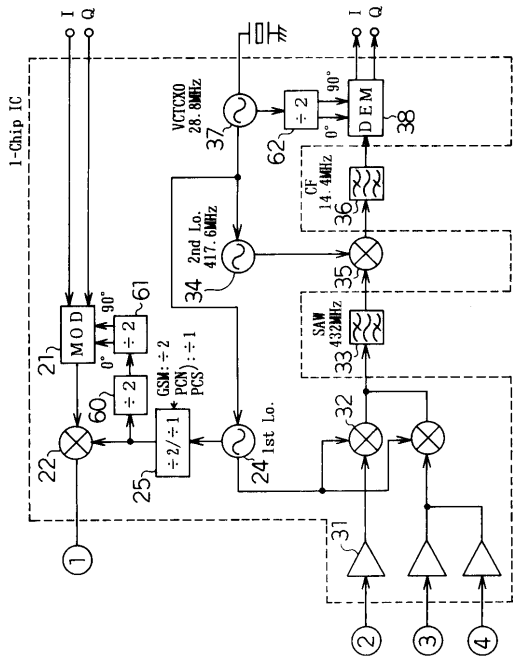 1-Chip IC
I
Q
MOD
21
0°
90°
÷2
61
÷2
60
22
1
÷2/÷1
25
GSM:÷2
PCN):÷1
PCS
24
1st Lo.
2nd Lo.
417.6MHz
34
VCTCXO
28.8MHz
37
÷2
62
0°
90°
I
Q
DEM
38
CF
14.4MHz
36
35
SAW
432MHz
33
32
31
2
3
4